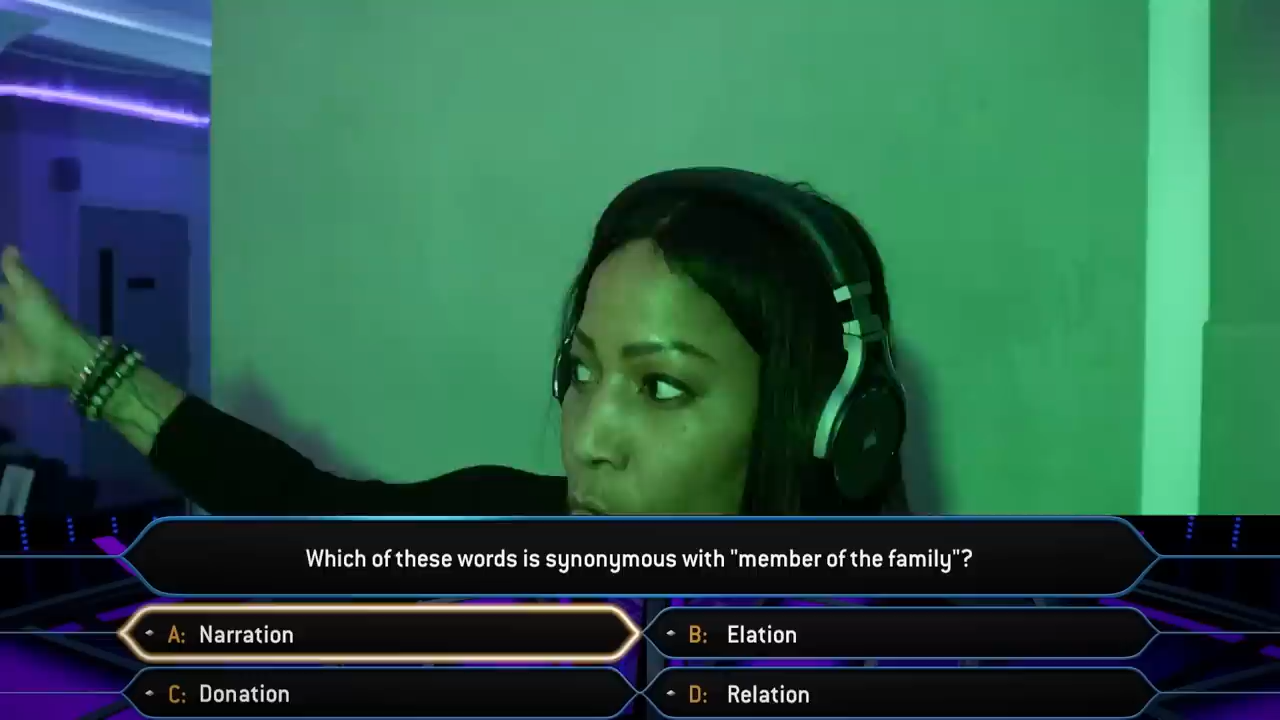 Which of these words is synonymous with "member of the family"?
A: Narration
B: Elation
C: Donation
D: Relation